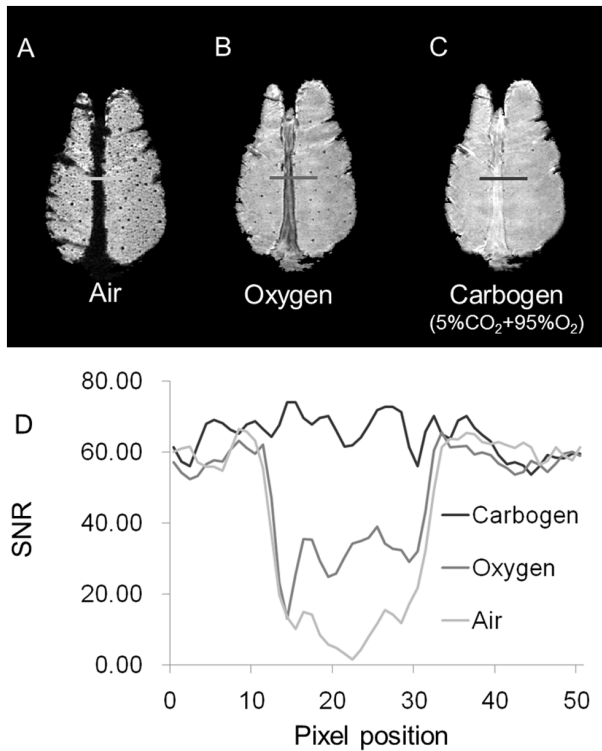 A
B
C
Air
Oxygen
Carbogen
(5%CO₂+95%O₂)
D
80.00
60.00
40.00
20.00
0.00
SNR
Carbogen
Oxygen
Air
0 10 20 30 40 50
Pixel position